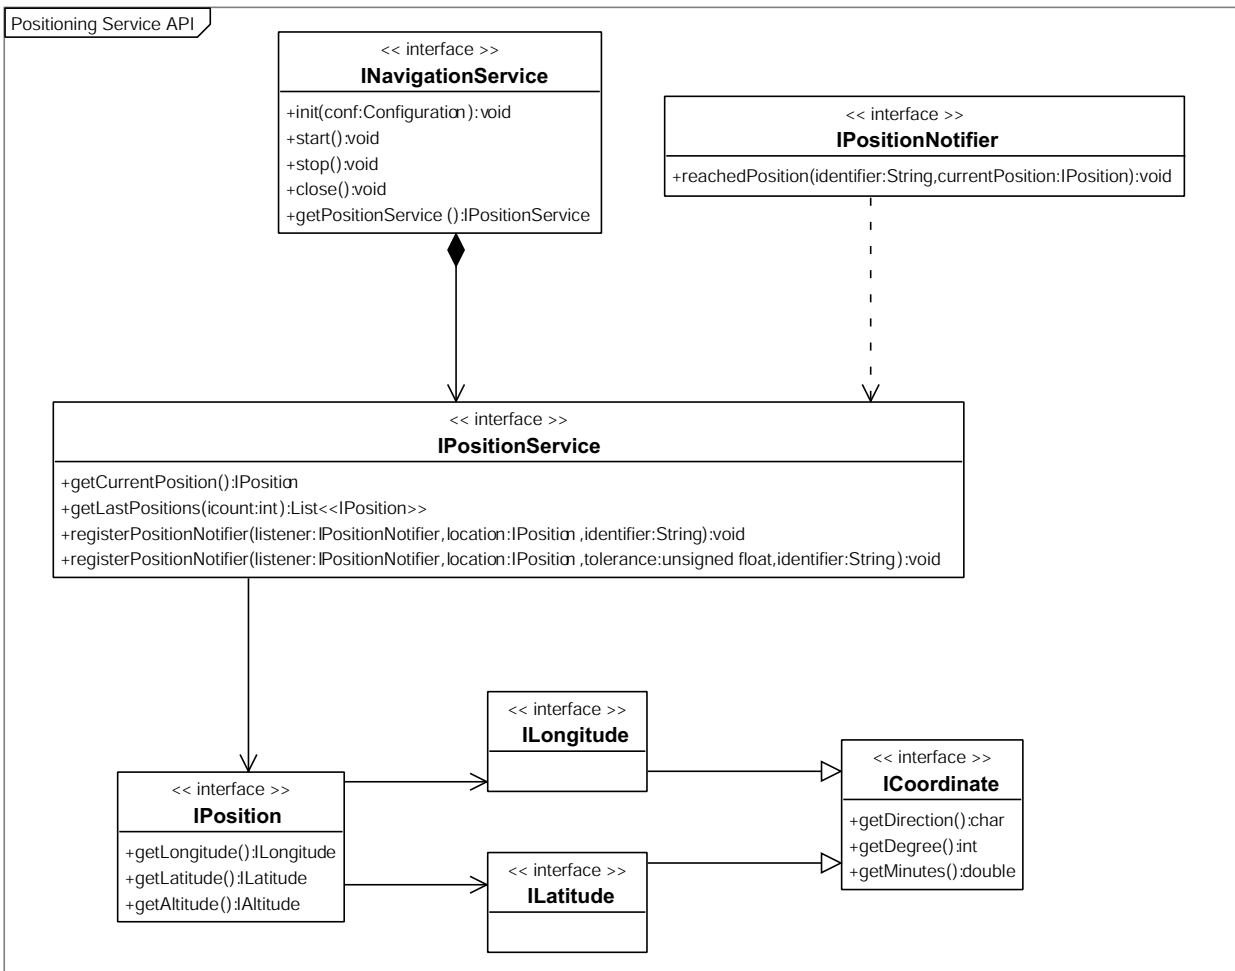 Positioning Service API
<< interface >>
INavigationService
+init(conf:Configuration):void
+start():void
+stop():void
+close():void
+getPositionService ():IPositionService
<< interface >>
IPositionNotifier
+reachedPosition(identifier:String,currentPosition:IPosition):void
<< interface >>
IPositionService
+getCurrentPosition():IPosition
+getLastPositions(icount:int):List<<IPosition>>
+registerPositionNotifier(listener:IPositionNotifier,location:IPosition ,identifier:String):void
+registerPositionNotifier(listener:IPositionNotifier,location:IPosition ,tolerance:unsigned float,identifier:String):void
<< interface >>
IPosition
+getLongitude():ILongitude
+getLatitude():ILatitude
+getAltitude():IAltitude
<< interface >>
ILongitude
<< interface >>
ILatitude
<< interface >>
ICoordinate
+getDirection():char
+getDegree():int
+getMinutes():double